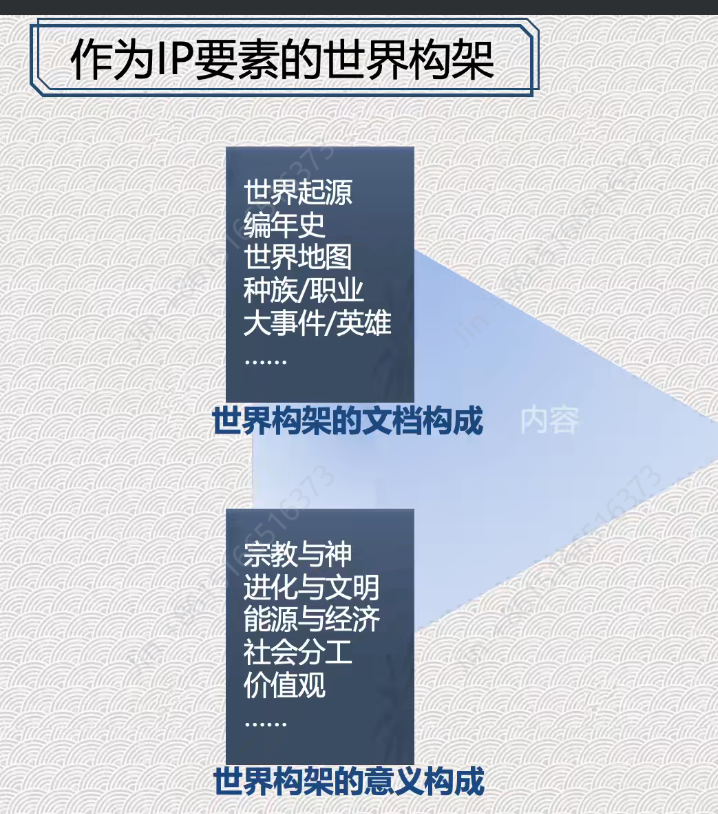 作为IP要素的世界构架
世界起源
编年史
世界地图
种族/职业
大事件/英雄
......
世界构架的文档构成
内容
宗教与神
进化与文明
能源与经济
社会分工
价值观
......
世界构架的意义构成